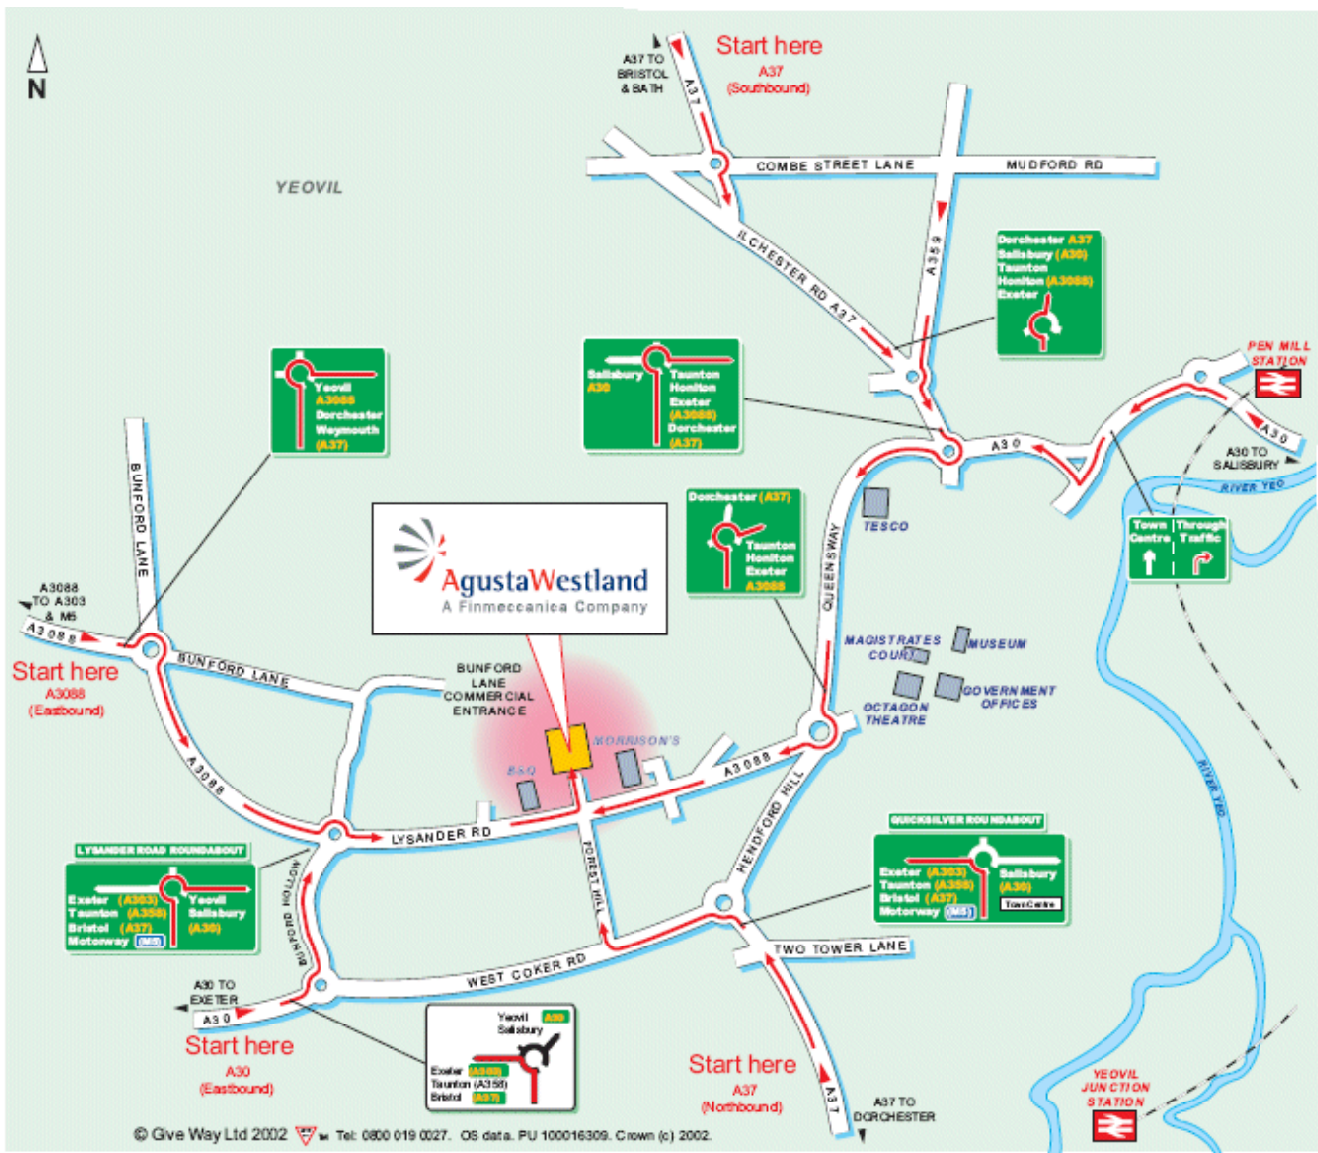 Start here
A37
(Southbound)
A37 TO
BRISTOL
& BATH
N
A37
COMBE STREET LANE
MUDFORD RD
YEOVIL
ILCHESTER RD A37
A359
Dorchester A37
Salisbury (A30)
Taunton
Honiton (A3088)
Exeter
PEN MILL
STATION
Yeovil
A3088
Dorchester
Weymouth
(A37)
Salisbury
A30
Taunton
Honiton
Exeter
(A3088)
Dorchester
(A37)
A30
A30
A30 TO
SALISBURY
RIVER YEO
BUNFORD LANE
AgustaWestland
A Finmeccanica Company
Dorchester (A37)
Taunton
Honiton
Exeter
A3088
TESCO
QUEENSWAY
Town
Centre
Through
Traffic
A3088
TO A303
& M5
A3088
Start here
A3088
(Eastbound)
BUNFORD LANE
BUNFORD
LANE
COMMERCIAL
ENTRANCE
MAGISTRATES
COURT
MUSEUM
OCTAGON
THEATRE
GOVERNMENT
OFFICES
MORRISON'S
B&Q
A3088
A3088
LYSANDER RD
HENDFORD HILL
RIVER YEO
LYSANDER ROAD ROUNDABOUT
Exeter (A303)
Taunton (A358)
Bristol (A37)
Motorway (M5)
Yeovil
Salisbury
(A30)
BUNFORD HOLLOW
FOREST HILL
QUICKSILVER ROUNDABOUT
Exeter (A303)
Taunton (A358)
Bristol (A37)
Motorway (M5)
Salisbury
(A30)
Town Centre
TWO TOWER LANE
WEST COKER RD
A30 TO
EXETER
A30
Start here
A30
(Eastbound)
Yeovil A30
Salisbury
Exeter (A303)
Taunton (A358)
Bristol (A37)
Start here
A37
(Northbound)
A37
A37 TO
DORCHESTER
YEOVIL
JUNCTION
STATION
© Give Way Ltd 2002
Tel: 0800 019 0027. OS data. PU 100016309. Crown (c) 2002.